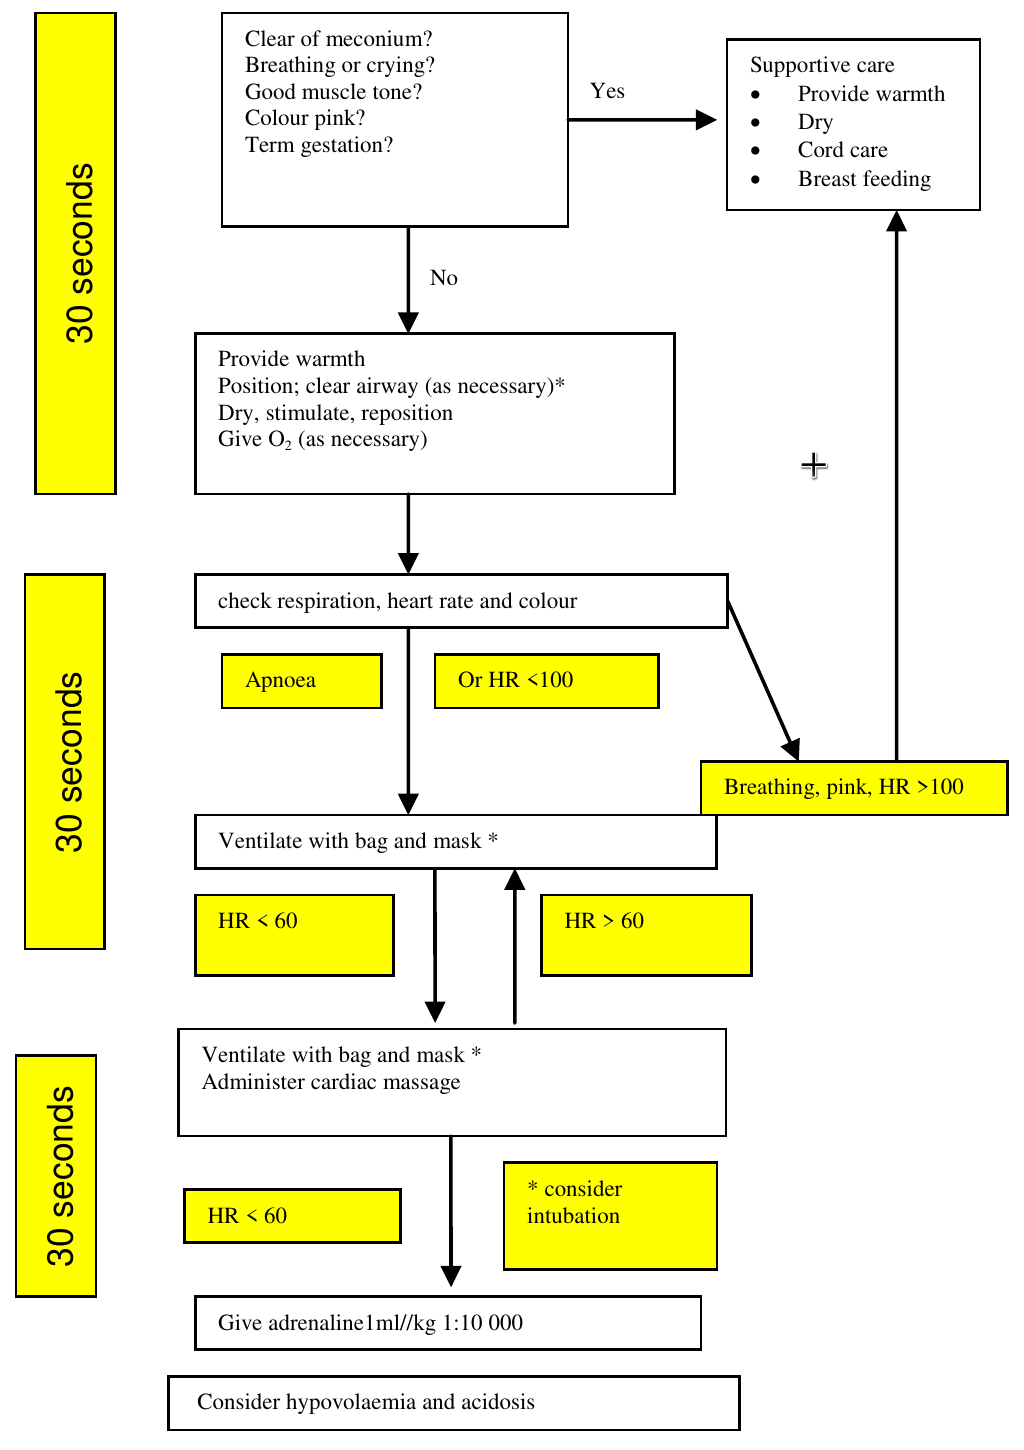 30 seconds
Clear of meconium?
Breathing or crying?
Good muscle tone?
Colour pink?
Term gestation?
Yes
Supportive care
• Provide warmth
• Dry
• Cord care
• Breast feeding
No
Provide warmth
Position; clear airway (as necessary)*
Dry, stimulate, reposition
Give O₂ (as necessary)
30 seconds
check respiration, heart rate and colour
Apnoea
Or HR <100
Breathing, pink, HR >100
Ventilate with bag and mask *
HR < 60
HR > 60
30 seconds
Ventilate with bag and mask *
Administer cardiac massage
HR < 60
* consider
intubation
Give adrenaline1ml//kg 1:10 000
Consider hypovolaemia and acidosis